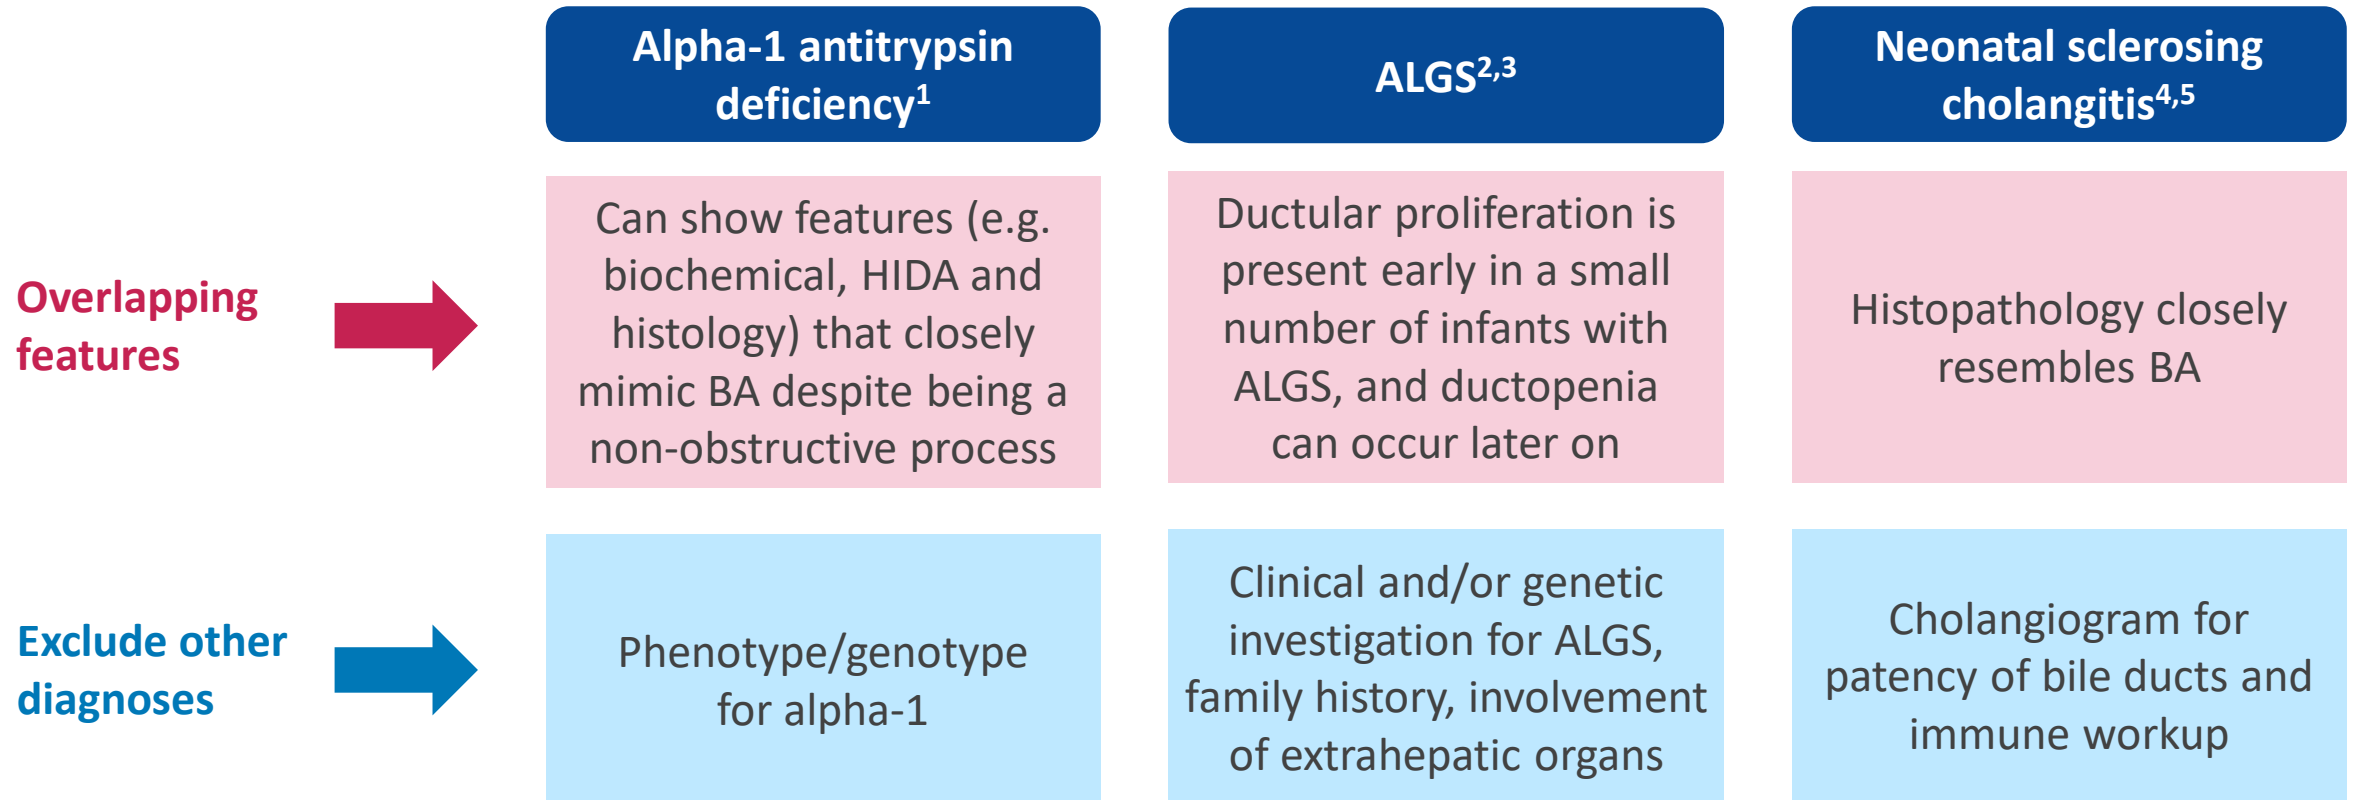 Alpha-1 antitrypsin
deficiency1
ALGS2,3
Neonatal sclerosing
cholangitis4,5
Overlapping
features
Can show features (e.g.
biochemical, HIDA and
histology) that closely
mimic BA despite being a
non-obstructive process
Ductular proliferation is
present early in a small
number of infants with
ALGS, and ductopenia
can occur later on
Histopathology closely
resembles BA
Exclude other
diagnoses
Phenotype/genotype
for alpha-1
Clinical and/or genetic
investigation for ALGS,
family history, involvement
of extrahepatic organs
Cholangiogram for
patency of bile ducts and
immune workup